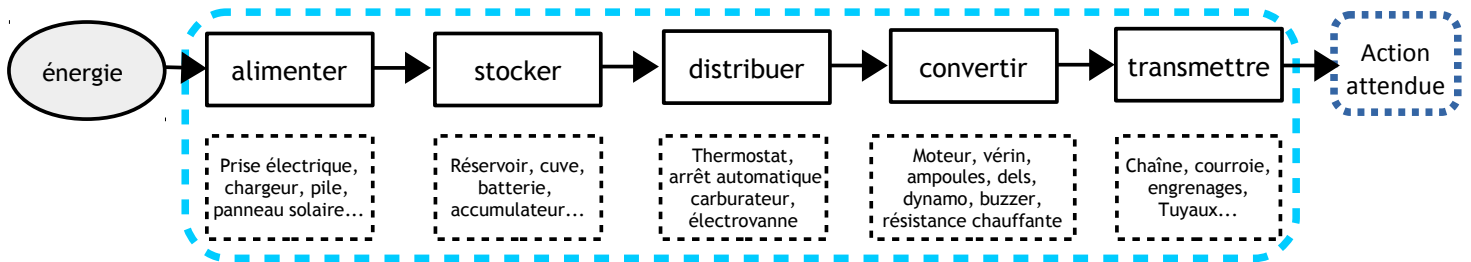 énergie
alimenter
stocker
distribuer
convertir
transmettre
Action
attendue
Prise électrique,
chargeur, pile,
panneau solaire...
Réservoir, cuve,
batterie,
accumulateur...
Thermostat,
arrêt automatique
carburateur,
électrovanne
Moteur, vérin,
ampoules, dels,
dynamo, buzzer,
résistance chauffante
Chaîne, courroie,
engrenages,
Tuyaux...